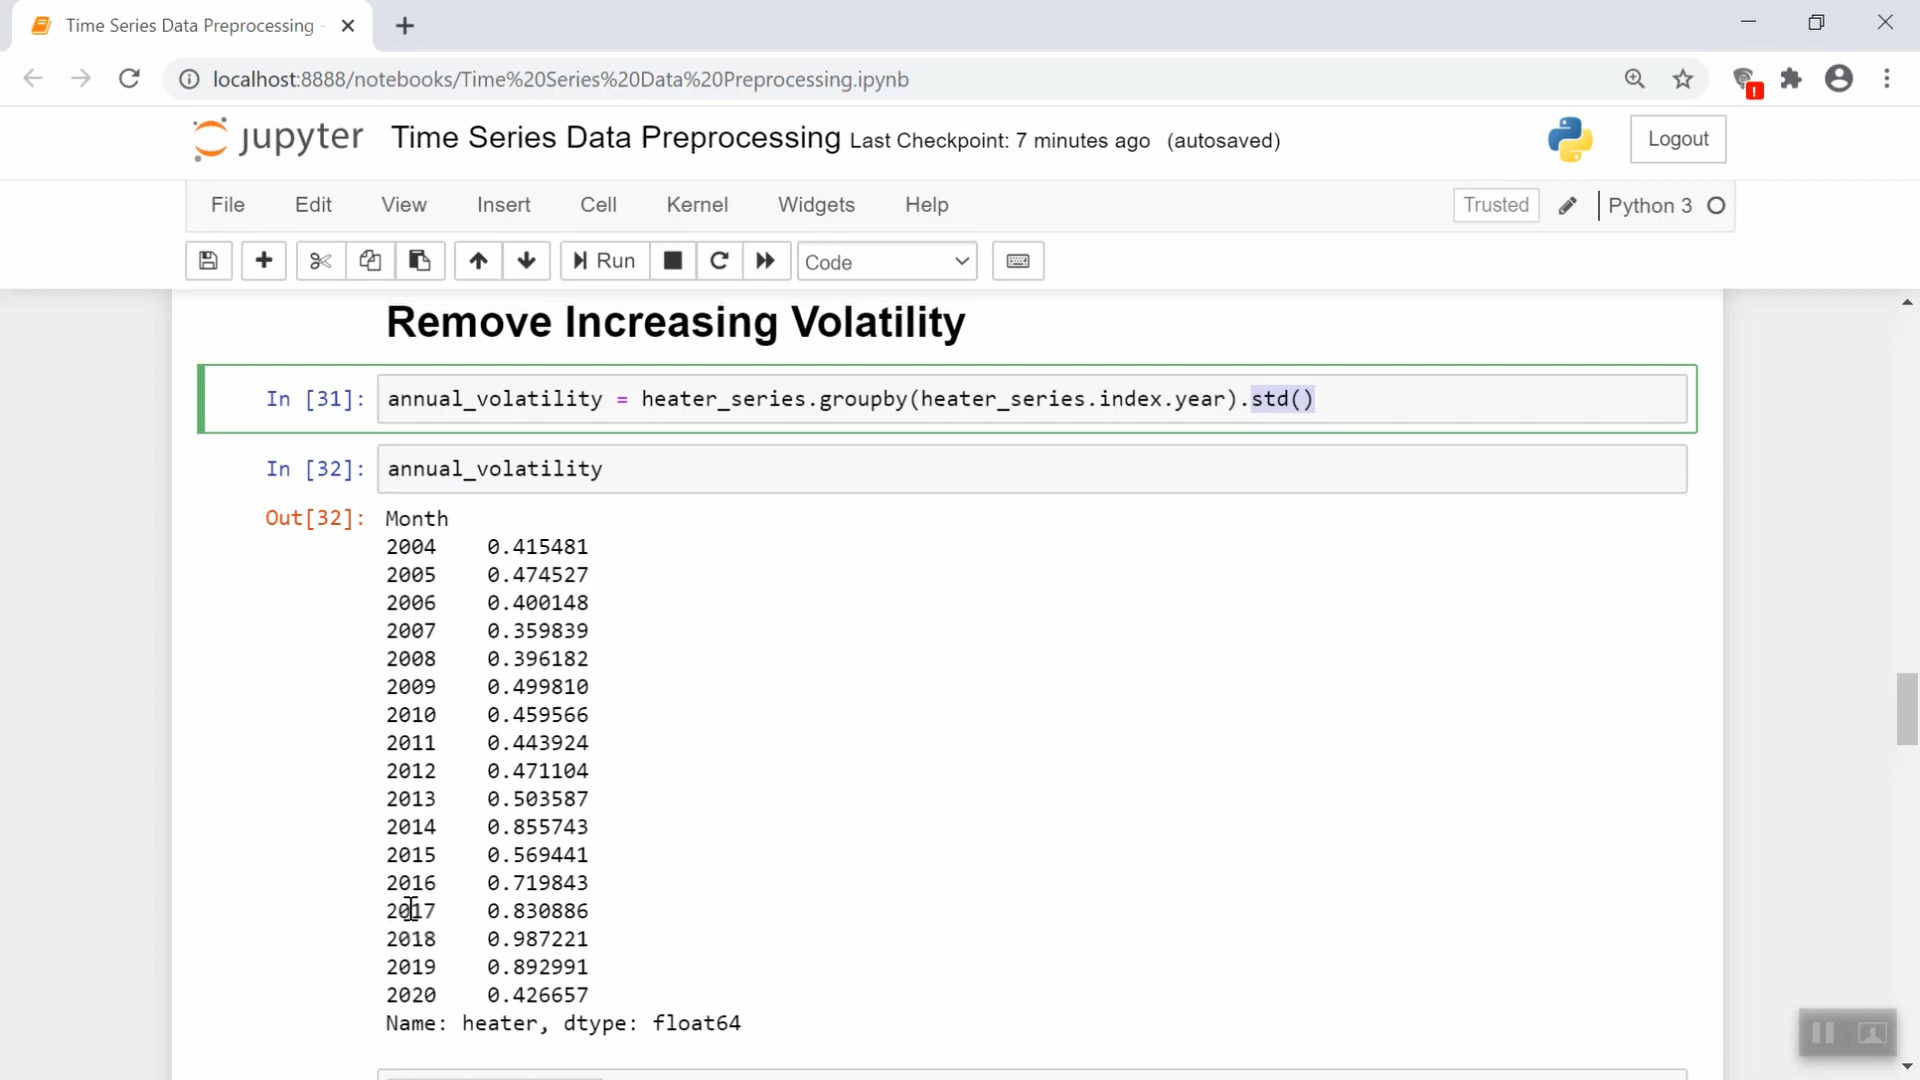 Time Series Data Preprocessing -
localhost:8888/notebooks/Time%20Series%20Data%20Preprocessing.ipynb
jupyter Time Series Data Preprocessing Last Checkpoint: 7 minutes ago (autosaved)
Logout
File Edit View Insert Cell Kernel Widgets Help
Trusted Python 3
Run Code
Remove Increasing Volatility
In [31]: annual_volatility = heater_series.groupby(heater_series.index.year).std()
In [32]: annual_volatility
Out[32]: Month
2004 0.415481
2005 0.474527
2006 0.400148
2007 0.359839
2008 0.396182
2009 0.499810
2010 0.459566
2011 0.443924
2012 0.471104
2013 0.503587
2014 0.855743
2015 0.569441
2016 0.719843
2017 0.830886
2018 0.987221
2019 0.892991
2020 0.426657
Name: heater, dtype: float64